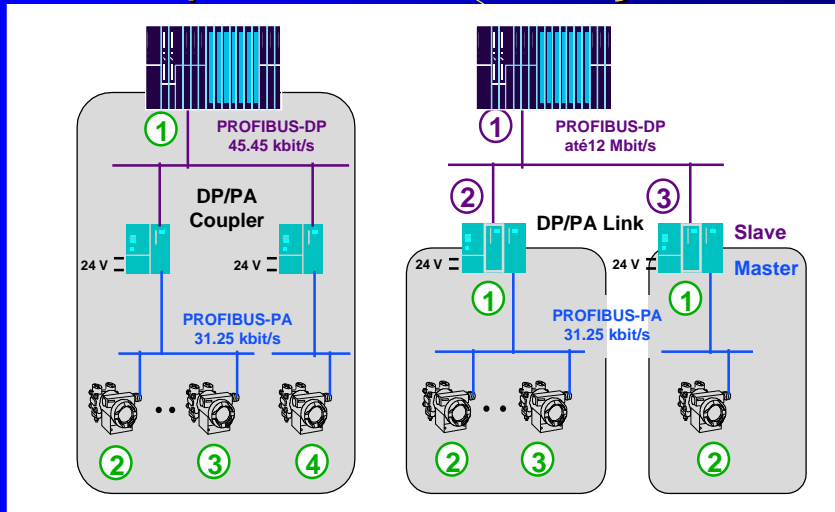 1
PROFIBUS-DP
45.45 kbit/s
DP/PA
Coupler
24 V
24 V
PROFIBUS-PA
31.25 kbit/s
2
3
4
1
PROFIBUS-DP
até12 Mbit/s
2
3
DP/PA Link
Slave
24 V
24 V
Master
1
1
PROFIBUS-PA
31.25 kbit/s
2
3
2